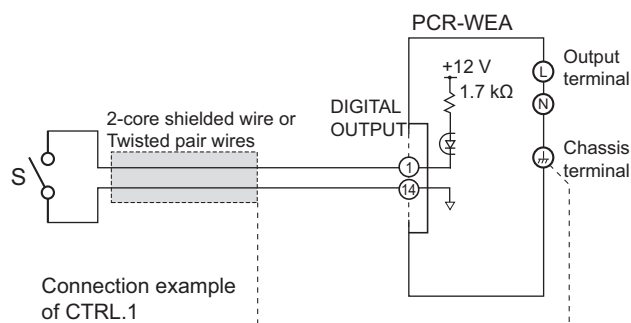 PCR-WEA
+12 V
1.7 kΩ
L
Output
terminal
N
DIGITAL
OUTPUT
2-core shielded wire or
Twisted pair wires
Chassis
terminal
1
S
14
Connection example
of CTRL.1